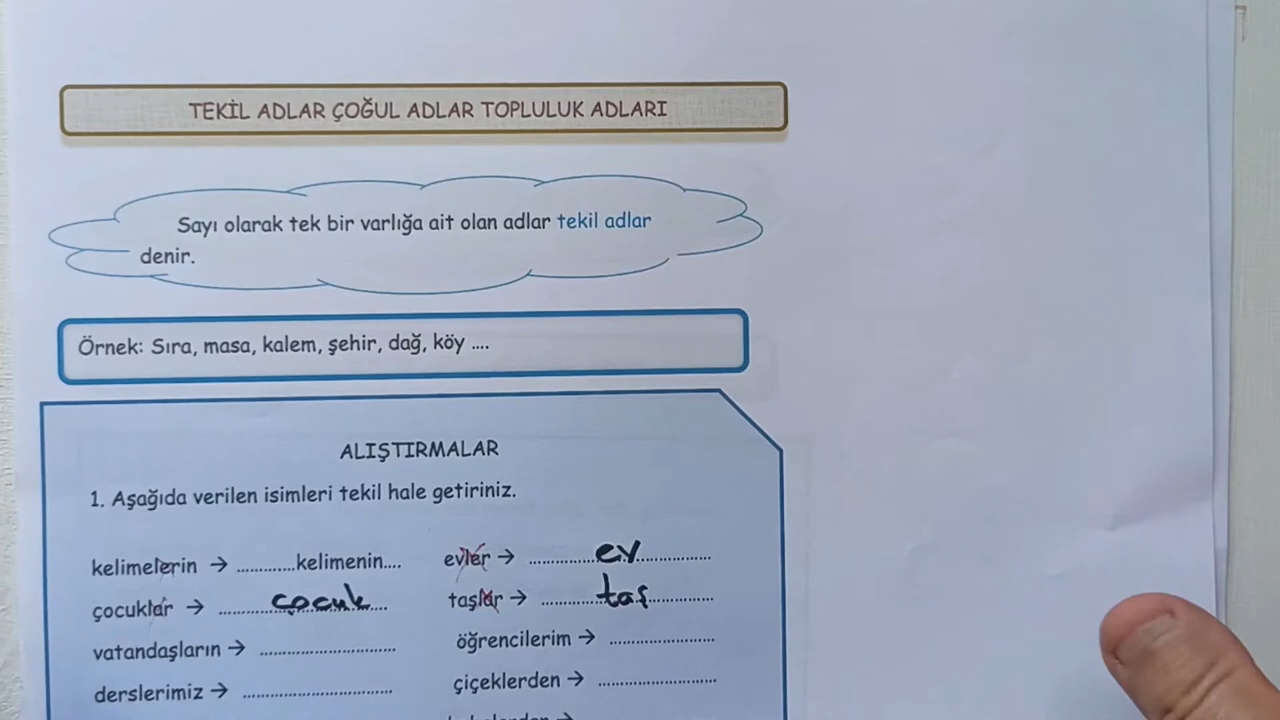 TEKİL ADLAR ÇOĞUL ADLAR TOPLULUK ADLARI
Sayı olarak tek bir varlığa ait olan adlar tekil adlar
denir.
Örnek: Sıra, masa, kalem, şehir, dağ, köy ....
ALIŞTIRMALAR
1. Aşağıda verilen isimleri tekil hale getiriniz.
kelimelerin → ............kelimenin.... evler → ..............ev...............
çocuklar → ............çocuk.... taşlar → ............taş..............
vatandaşların → .............................. öğrencilerim → .......................
derslerimiz → ................................. çiçeklerden → ..........................